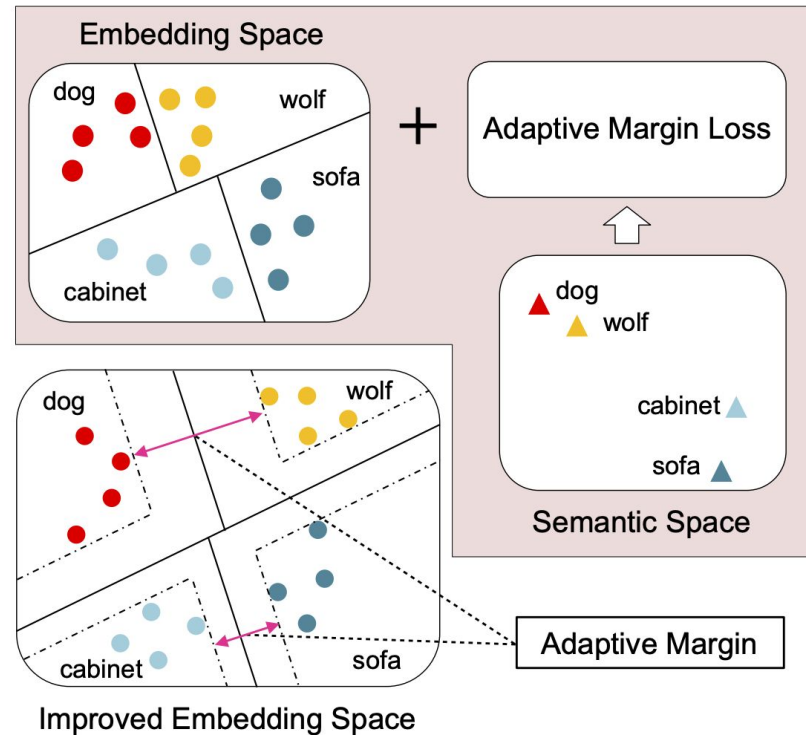 Embedding Space
dog
wolf
sofa
cabinet
+
Adaptive Margin Loss
dog
wolf
cabinet
sofa
Semantic Space
dog
wolf
cabinet
sofa
Adaptive Margin
Improved Embedding Space